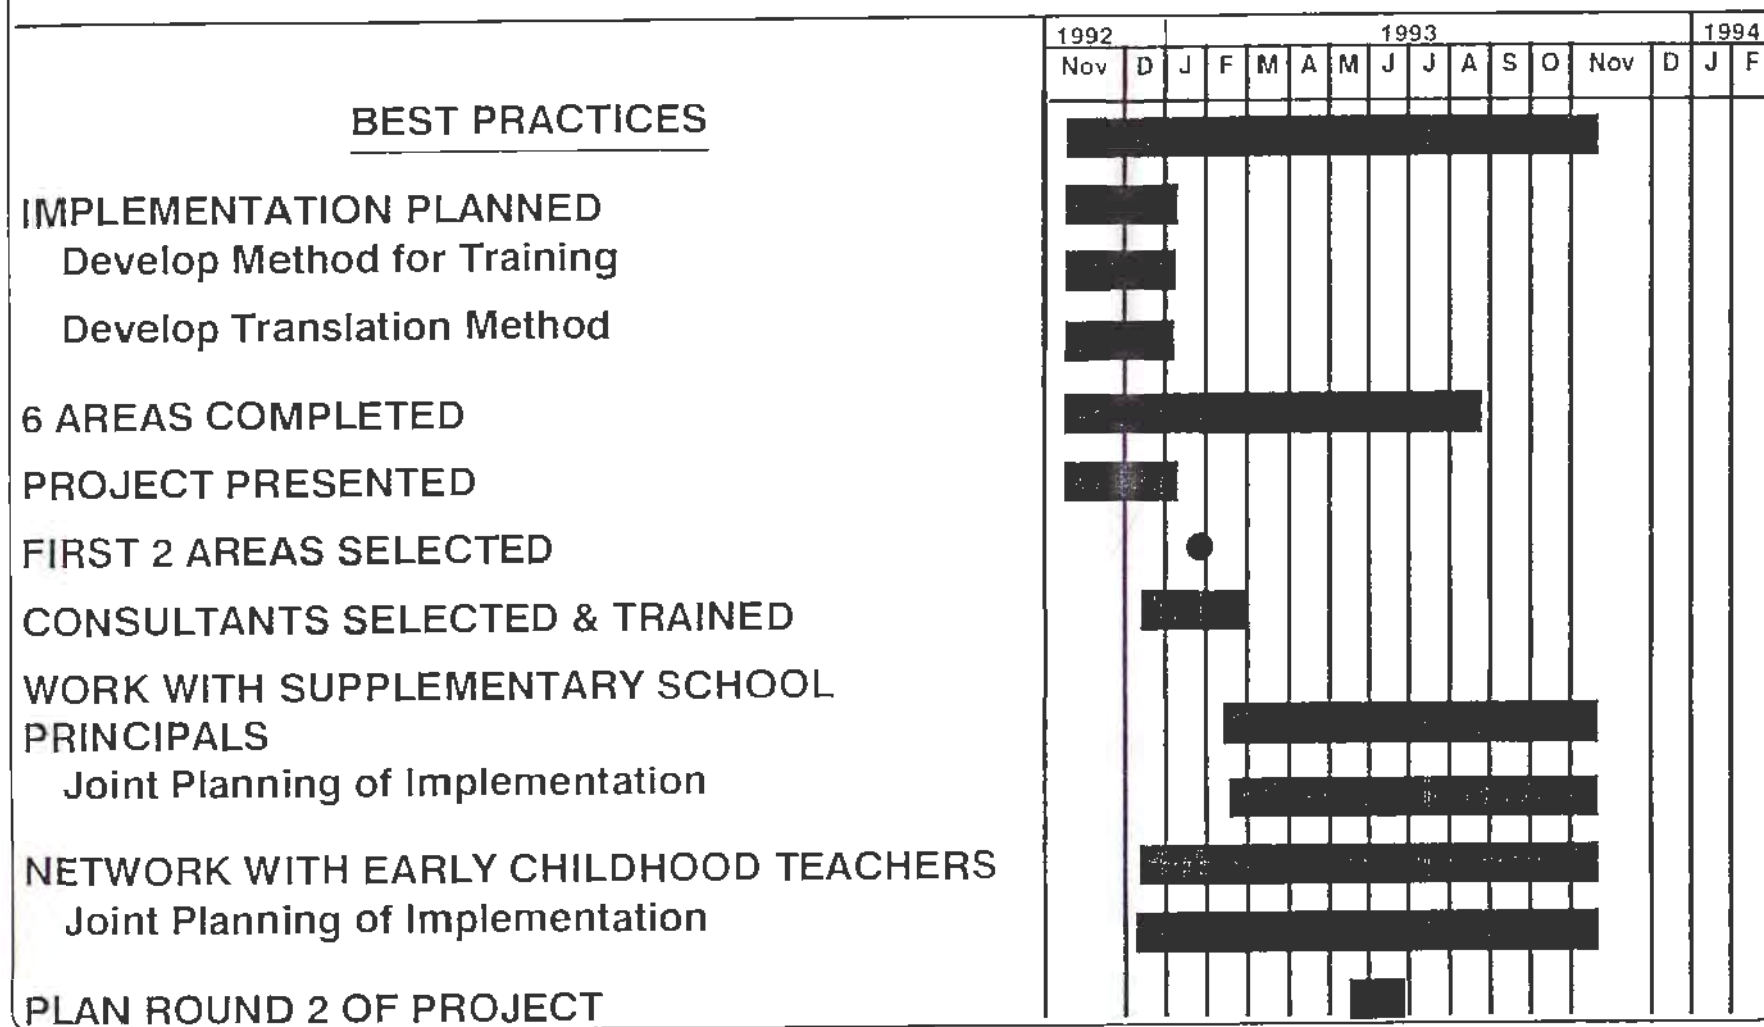 1992 1993 1994
Nov D J F M A M J J A S O Nov D J F
BEST PRACTICES
IMPLEMENTATION PLANNED
Develop Method for Training
Develop Translation Method
6 AREAS COMPLETED
PROJECT PRESENTED
FIRST 2 AREAS SELECTED
CONSULTANTS SELECTED & TRAINED
WORK WITH SUPPLEMENTARY SCHOOL
PRINCIPALS
Joint Planning of Implementation
NETWORK WITH EARLY CHILDHOOD TEACHERS
Joint Planning of Implementation
PLAN ROUND 2 OF PROJECT